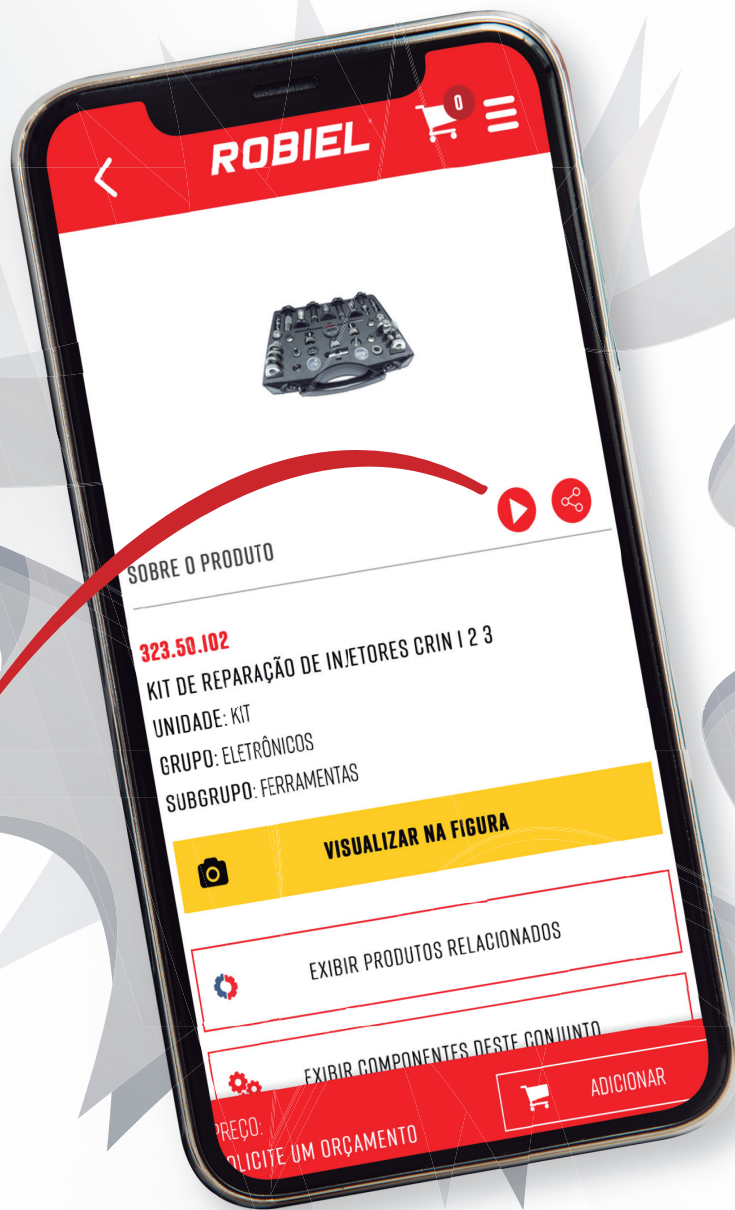 ROBIEL
0
SOBRE O PRODUTO
323.50.102
KIT DE REPARAÇÃO DE INJETORES CRIN 1 2 3
UNIDADE: KIT
GRUPO: ELETRÔNICOS
SUBGRUPO: FERRAMENTAS
VISUALIZAR NA FIGURA
EXIBIR PRODUTOS RELACIONADOS
EXIBIR COMPONENTES DESTE CONJUNTO
PREÇO:
SOLICITE UM ORÇAMENTO
ADICIONAR